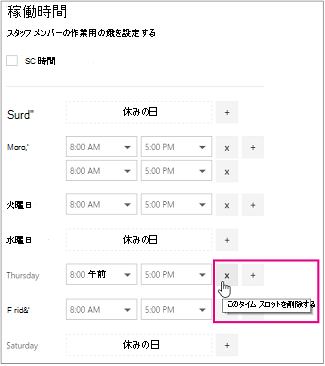 稼働時間
スタッフ メンバーの作業用の飛を設定する
SC 時間
Surd"
休みの日 +
Moro,'
8:00 AM 5:00 PM x +
8:00 AM 5:00 PM x
火曜日 8:00 AM 5:00 PM x +
水曜日 休みの日 +
Thursday 8:00 午前 5:00 PM x +
このタイム スロットを削除する
F rid&' 8:00 AM 5:00 PM
Saturday 休みの日 +